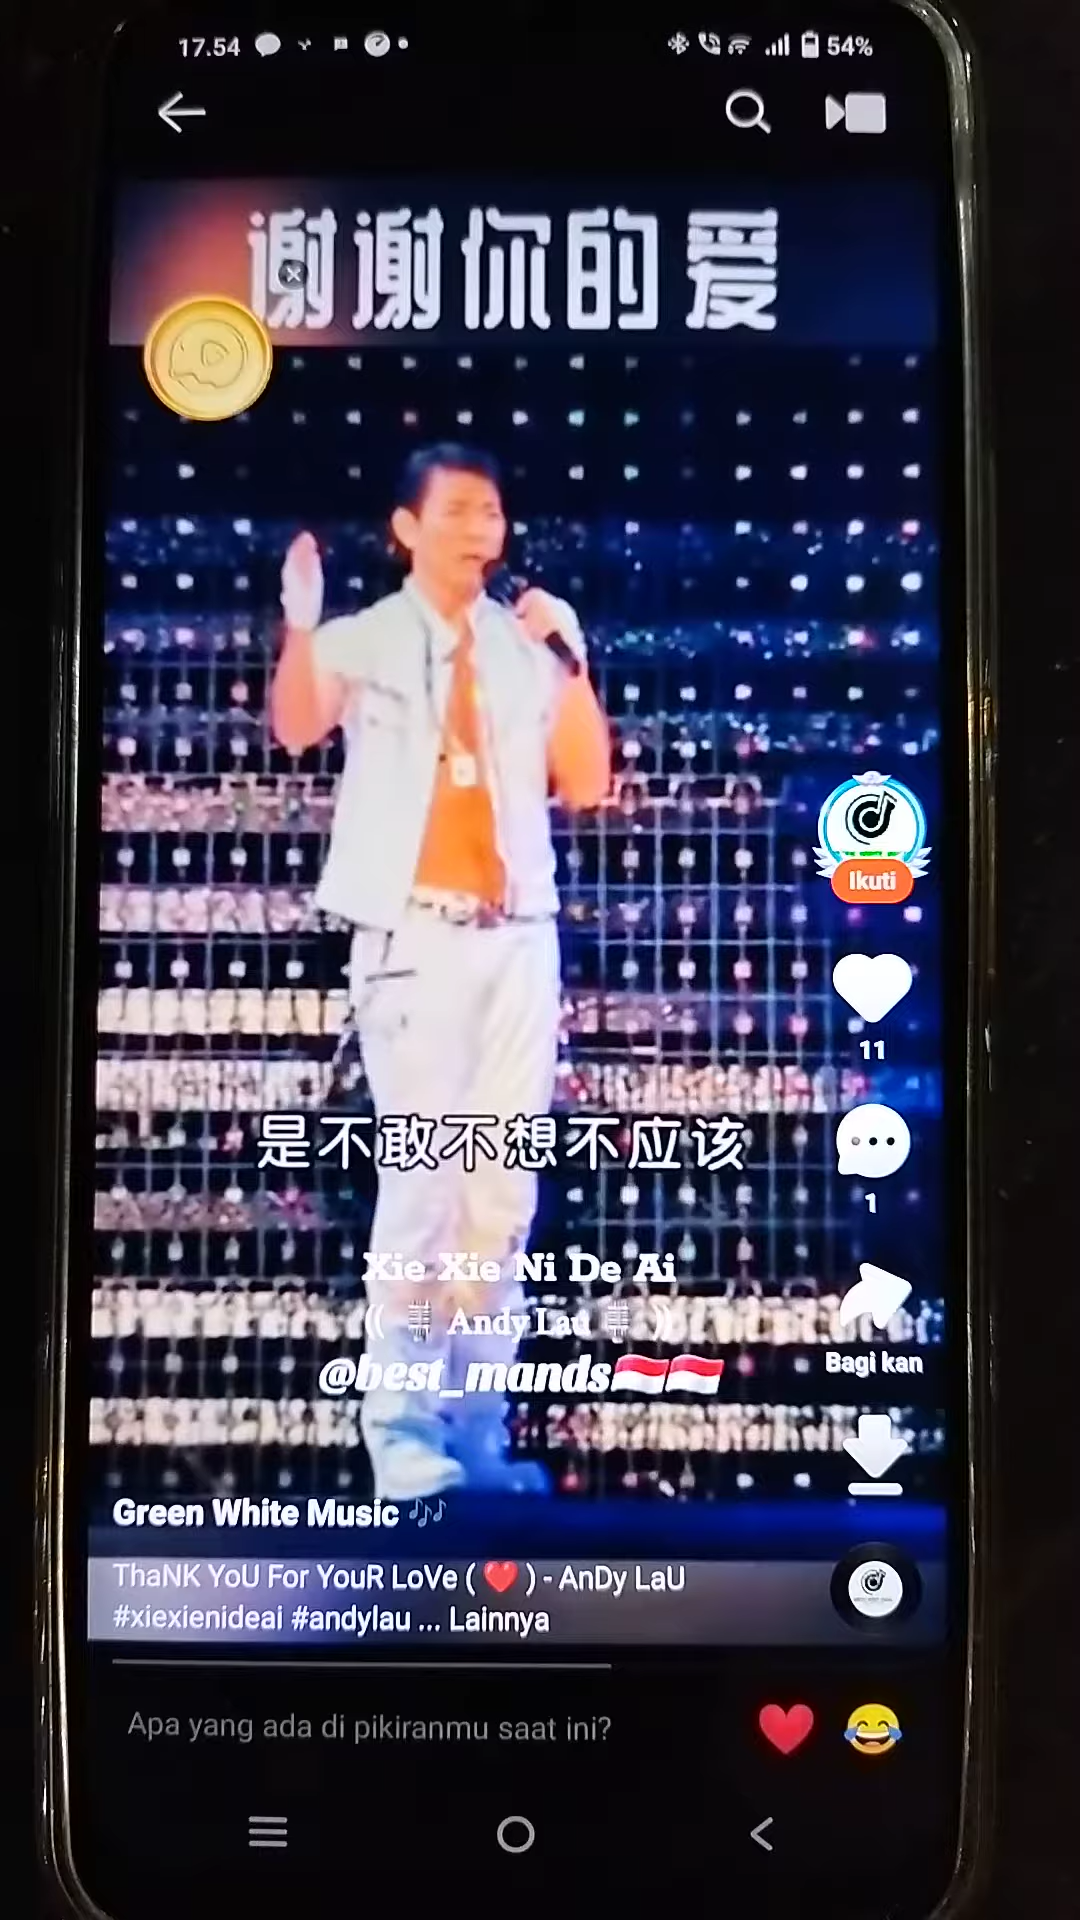 17.54
54%
谢谢你的爱
Ikuti
11
是不敢不想不应该
1
Xie Xie Ni De Ai
Andy Lau
Bagi kan
@best_mands
Green White Music
ThaNK YoU For YouR LoVe ( ❤️ ) - AnDy LaU
#xiexienideai #andylau ... Lainnya
Apa yang ada di pikiranmu saat ini?